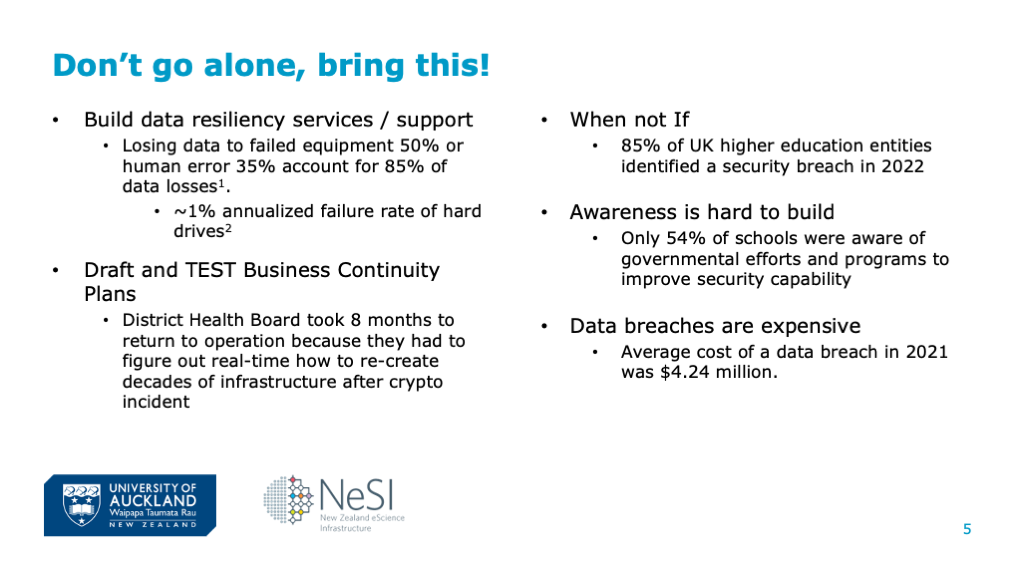 Don’t go alone, bring this!
• Build data resiliency services / support
• Losing data to failed equipment 50% or
human error 35% account for 85% of
data losses¹.
• ~1% annualized failure rate of hard
drives²
• Draft and TEST Business Continuity
Plans
• District Health Board took 8 months to
return to operation because they had to
figure out real-time how to re-create
decades of infrastructure after crypto
incident
• When not If
• 85% of UK higher education entities
identified a security breach in 2022
• Awareness is hard to build
• Only 54% of schools were aware of
governmental efforts and programs to
improve security capability
• Data breaches are expensive
• Average cost of a data breach in 2021
was $4.24 million.
UNIVERSITY OF
AUCKLAND
Waipapa Taumata Rau
NEW ZEALAND
NeSI
New Zealand eScience
Infrastructure
5